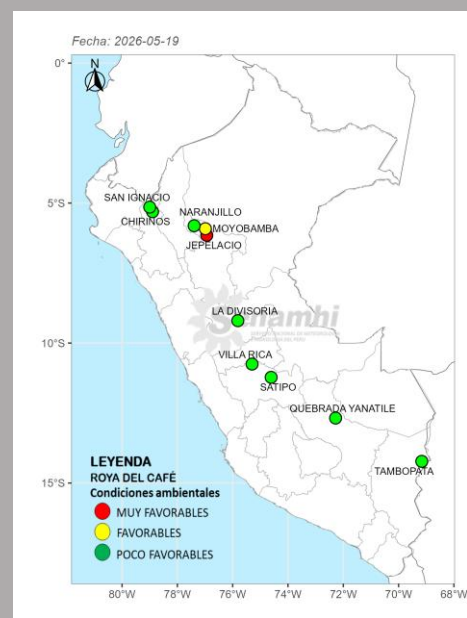 Fecha: 2026-05-19
N
0°
5°S
10°S
15°S
SAN IGNACIO
CHIRINOS
NARANJILLO
MOYOBAMBA
JEPELACIO
LA DIVISORIA
Senamhi
VILLA RICA
SATIPO
QUEBRADA YANATILE
TAMBOPATA
LEYENDA
ROYA DEL CAFÉ
Condiciones ambientales
MUY FAVORABLES
FAVORABLES
POCO FAVORABLES
80°W 78°W 76°W 74°W 72°W 70°W 68°W